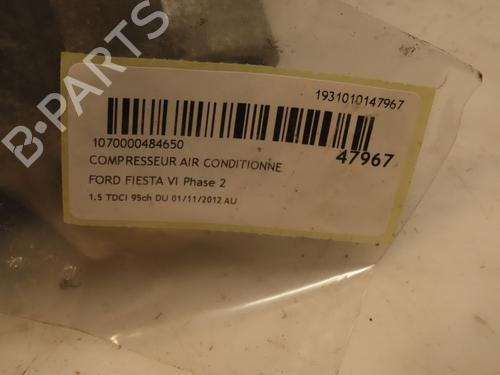 B-PARTS
1931010147967
1070000484650
47967
COMPRESSEUR AIR CONDITIONNE
FORD FIESTA VI Phase 2
1.5 TDCI 95ch DU 01/11/2012 AU